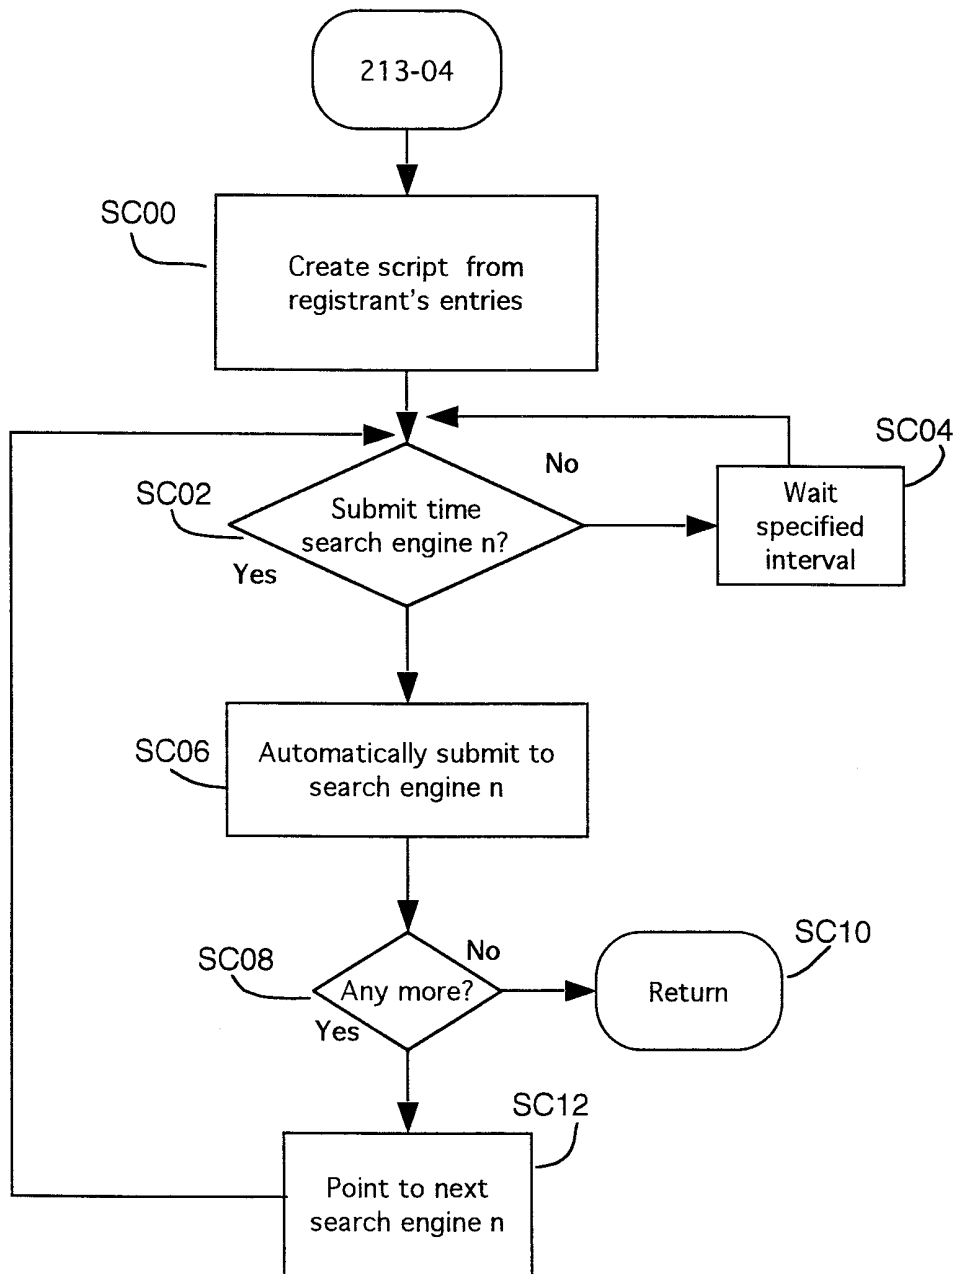 213-04
SC00
Create script from
registrant's entries
SC04
No
Wait
specified
interval
SC02
Submit time
search engine n?
Yes
SC06
Automatically submit to
search engine n
SC10
No
SC08
Any more?
Return
Yes
SC12
Point to next
search engine n